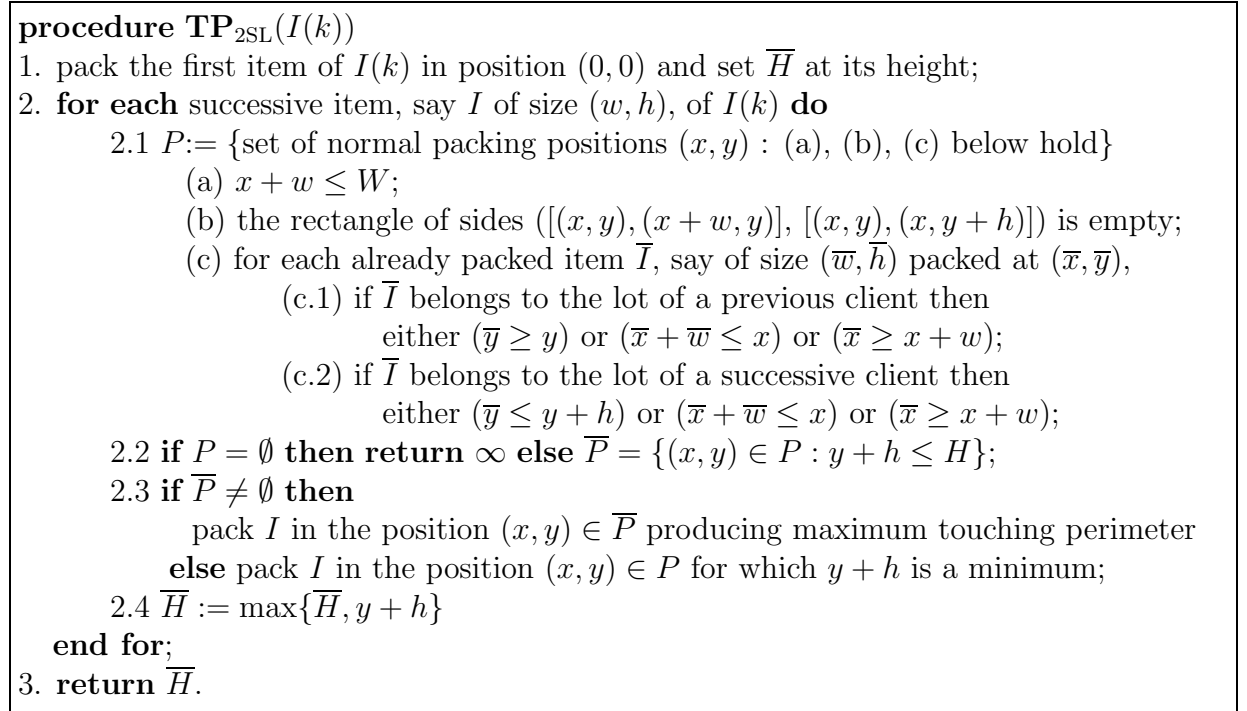 procedure TP₂SL(I(k))
1. pack the first item of I(k) in position (0, 0) and set H̅ at its height;
2. for each successive item, say I of size (w, h), of I(k) do
2.1 P:= {set of normal packing positions (x, y) : (a), (b), (c) below hold}
(a) x + w ≤ W;
(b) the rectangle of sides ([(x, y), (x + w, y)], [(x, y), (x, y + h)]) is empty;
(c) for each already packed item I̅, say of size (w̅, h̅) packed at (x̅, y̅),
(c.1) if I̅ belongs to the lot of a previous client then
either (y̅ ≥ y) or (x̅ + w̅ ≤ x) or (x̅ ≥ x + w);
(c.2) if I̅ belongs to the lot of a successive client then
either (y̅ ≤ y + h) or (x̅ + w̅ ≤ x) or (x̅ ≥ x + w);
2.2 if P = ∅ then return ∞ else P̅ = {(x, y) ∈ P : y + h ≤ H};
2.3 if P̅ ≠ ∅ then
pack I in the position (x, y) ∈ P̅ producing maximum touching perimeter
else pack I in the position (x, y) ∈ P for which y + h is a minimum;
2.4 H̅ := max{H̅, y + h}
end for;
3. return H̅.